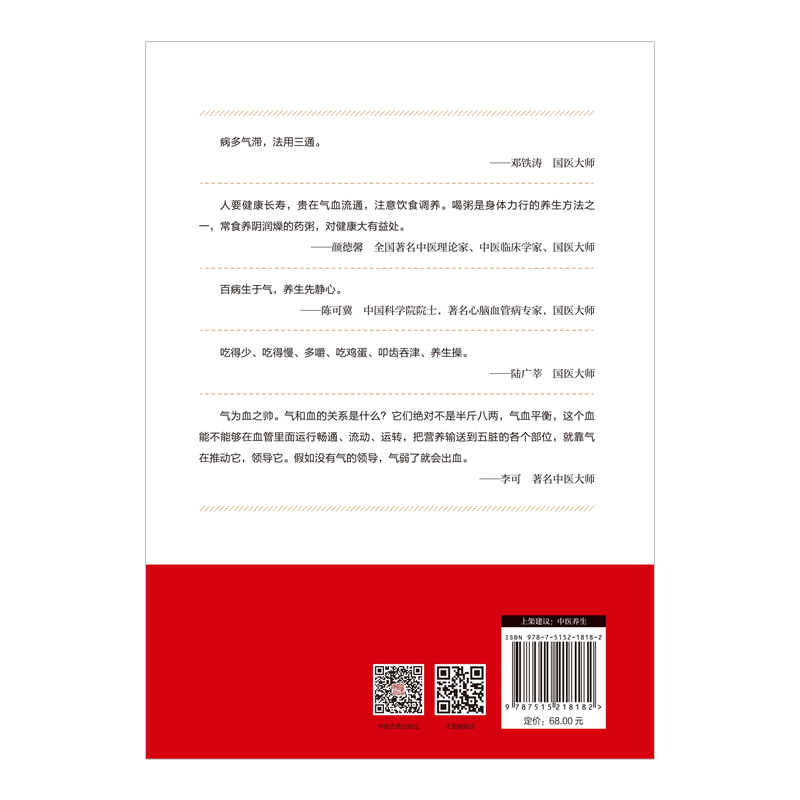 病多气滞，法用三通。
——邓铁涛　国医大师
人要健康长寿，贵在气血流通，注意饮食调养。喝粥是身体力行的养生方法之
一，常食养阴润燥的药粥，对健康大有益处。
——颜德馨　全国著名中医理论家、中医临床学家、国医大师
百病生于气，养生先静心。
——陈可冀　中国科学院院士，著名心脑血管病专家，国医大师
吃得少、吃得慢、多嚼、吃鸡蛋、叩齿吞津、养生操。
——陆广莘　国医大师
气为血之帅。气和血的关系是什么？它们绝对不是半斤八两，气血平衡，这个血
能不能够在血管里面运行畅通、流动、运转，把营养输送到五脏的各个部位，就靠气
在推动它，领导它。假如没有气的领导，气弱了就会出血。
——李可　著名中医大师
上架建议：中医养生
ISBN 978-7-5152-1818-2
9 787515 218182 >
定价：68.00 元